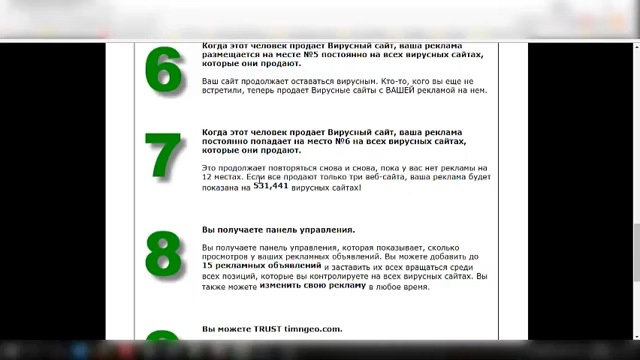 6
Когда этот человек продает Вирусный сайт, ваша реклама
размещается на месте №5 постоянно на всех вирусных сайтах,
которые они продают.
Ваш сайт продолжает оставаться вирусным. Кто-то, кого вы еще не
встретили, теперь продает Вирусные сайты с ВАШЕЙ рекламой на нем.
7
Когда этот человек продает Вирусный сайт, ваша реклама
постоянно попадает на место №6 на всех вирусных сайтах,
которые они продают.
Это продолжает повторяться снова и снова, пока у вас нет рекламы на
12 местах. Если все продают только три веб-сайта, ваша реклама будет
показана на 531,441 вирусных сайтах!
8
Вы получаете панель управления.
Вы получаете панель управления, которая показывает, сколько
просмотров у ваших рекламных объявлений. Вы можете добавить до
15 рекламных объявлений и заставить их всех вращаться среди
всех позиций, которые вы контролируете на всех вирусных сайтах. Вы
также можете изменить свою рекламу в любое время.
Вы можете TRUST timngeo.com.